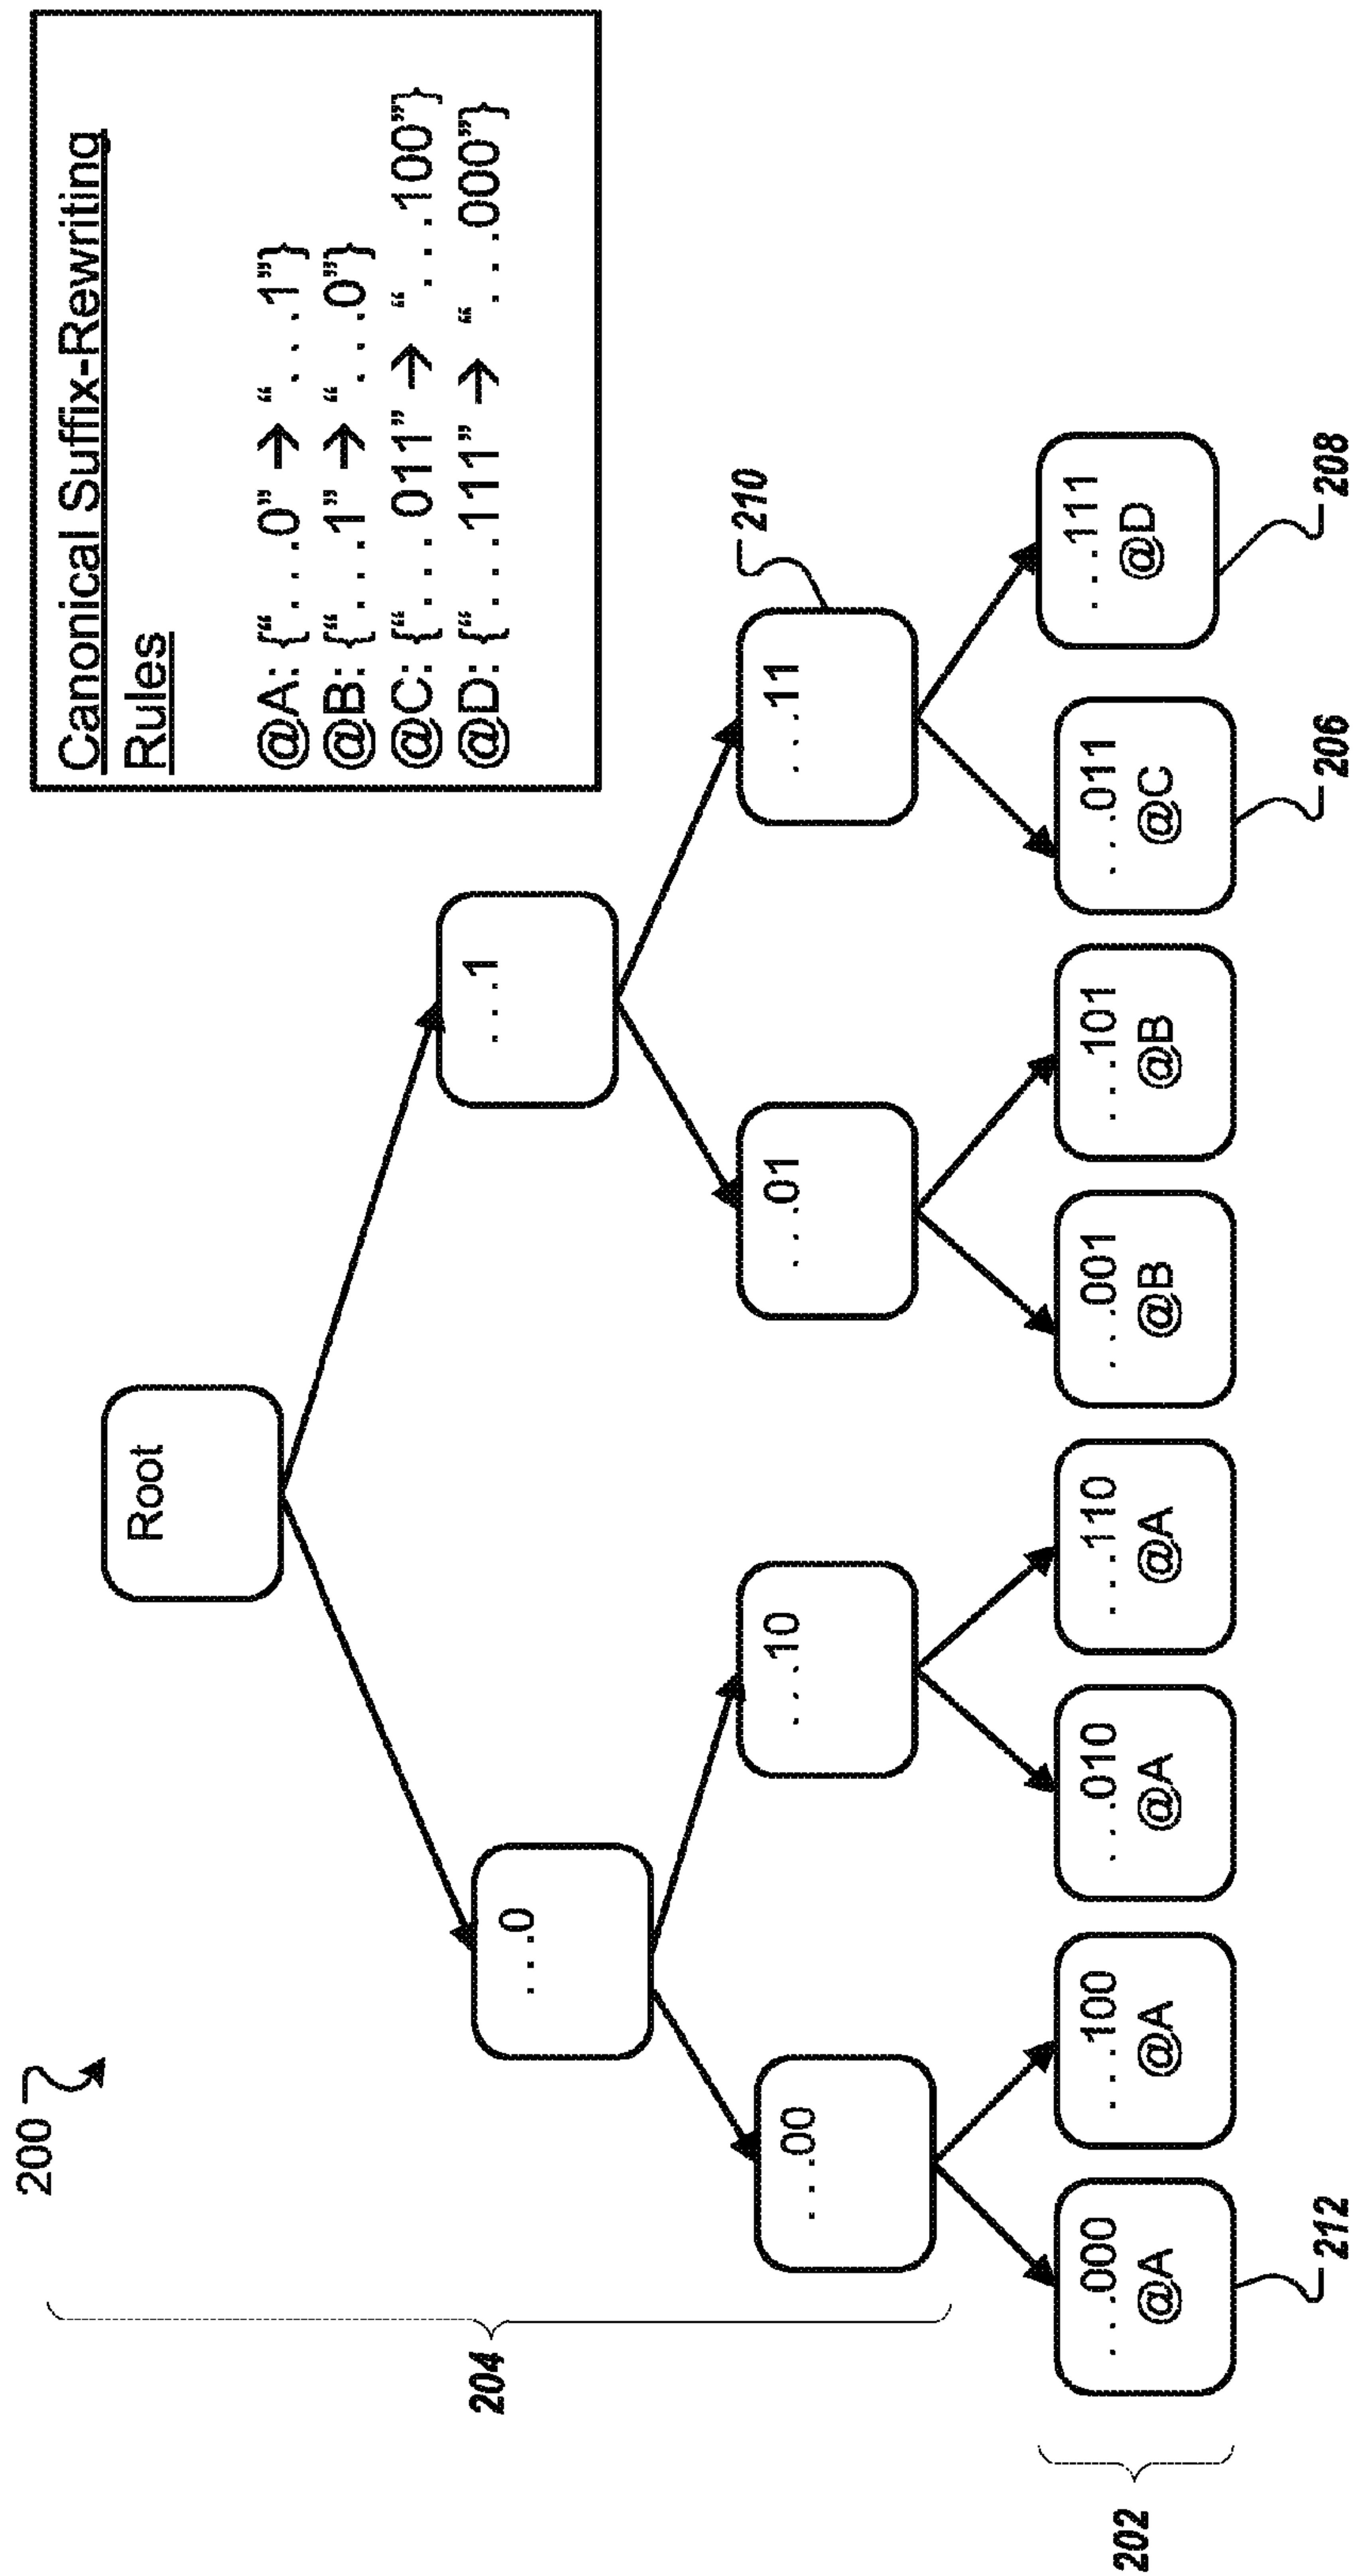 200
Canonical Suffix-Rewriting
Rules
@A: {“. . .0” → “. . .1”}
@B: {“. . .1” → “. . .0”}
@C: {“. . . 011” → “ . . .100”}
@D: {“. . .111” → “ . . .000”}
Root
. . .0
. . .1
204
. . .00
. . .10
. . .01
. . .11
210
. . .000
@A
. . .100
@A
. . .010
@A
. . .110
@A
. . .001
@B
. . .101
@B
. . .011
@C
. . .111
@D
202
212
206
208